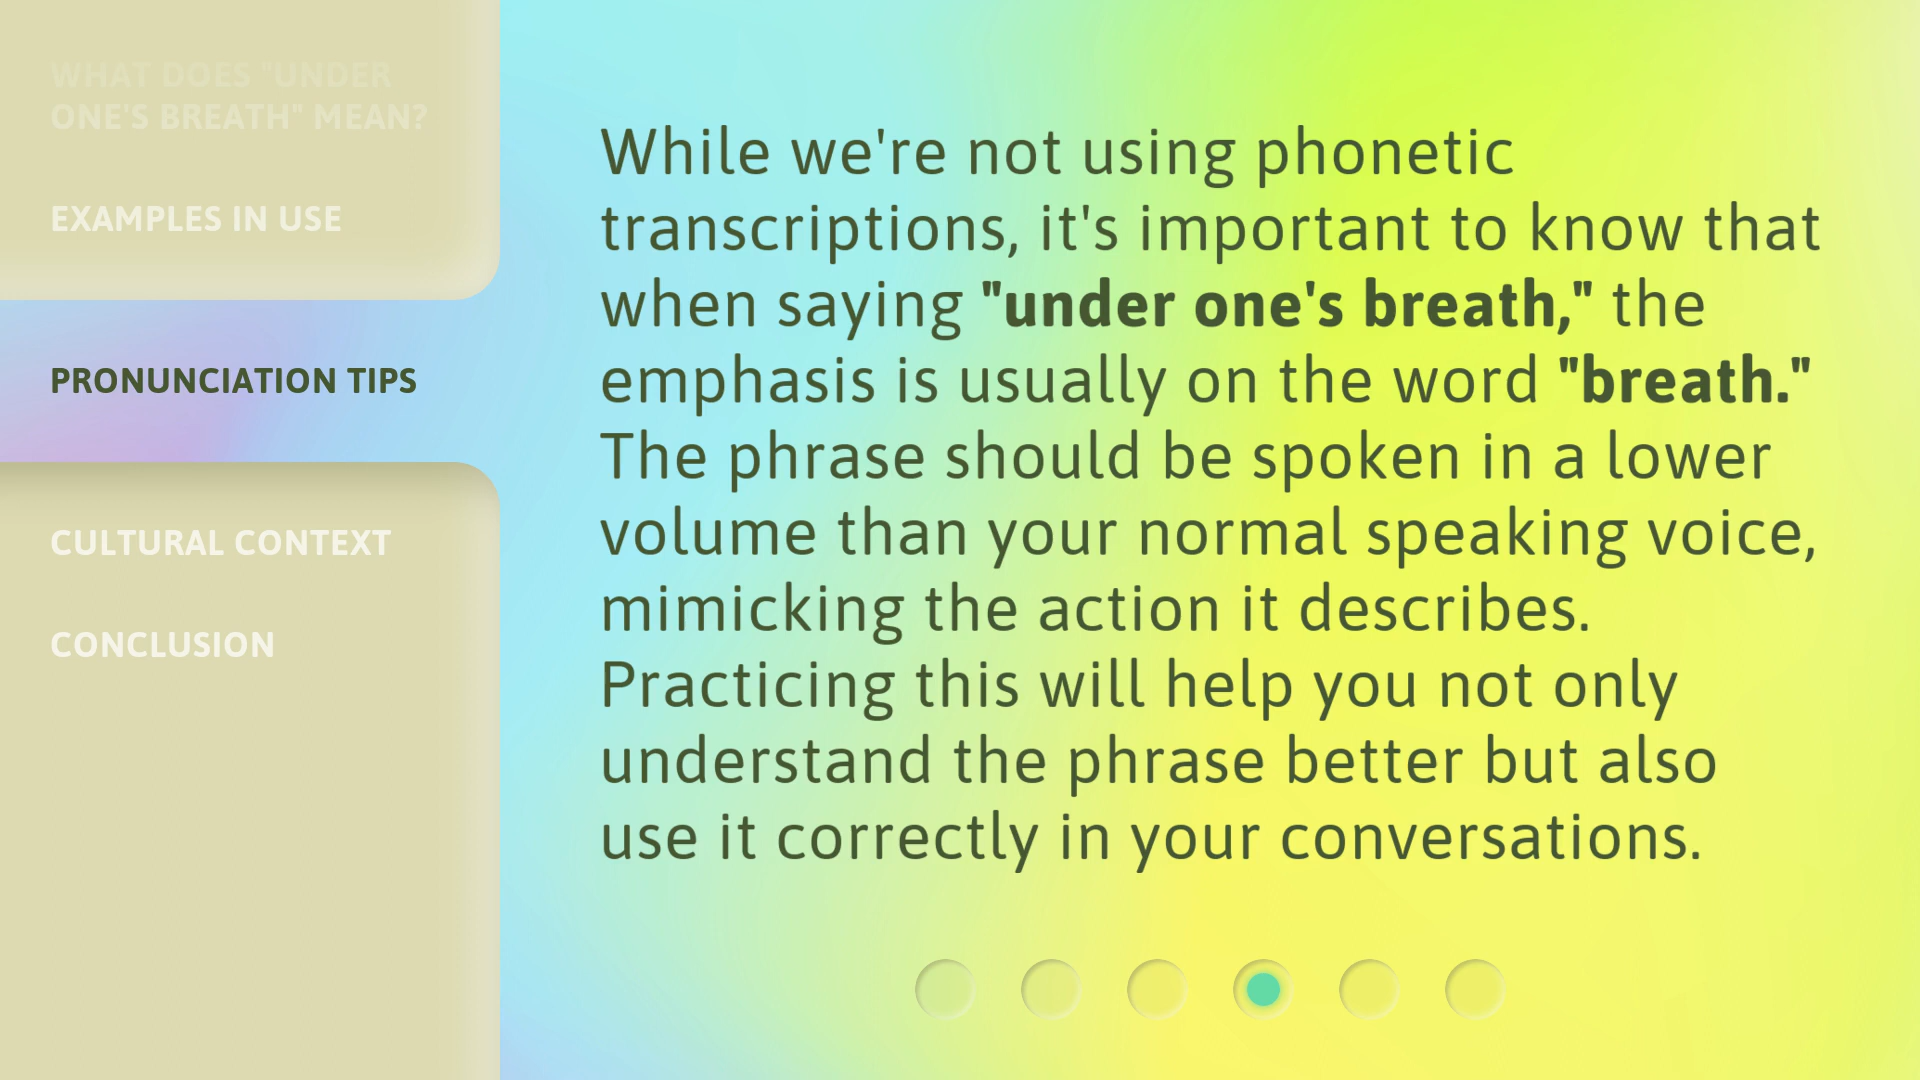 WHAT DOES "UNDER
ONE'S BREATH" MEAN?
EXAMPLES IN USE
PRONUNCIATION TIPS
CULTURAL CONTEXT
CONCLUSION
While we're not using phonetic
transcriptions, it's important to know that
when saying "under one's breath," the
emphasis is usually on the word "breath."
The phrase should be spoken in a lower
volume than your normal speaking voice,
mimicking the action it describes.
Practicing this will help you not only
understand the phrase better but also
use it correctly in your conversations.